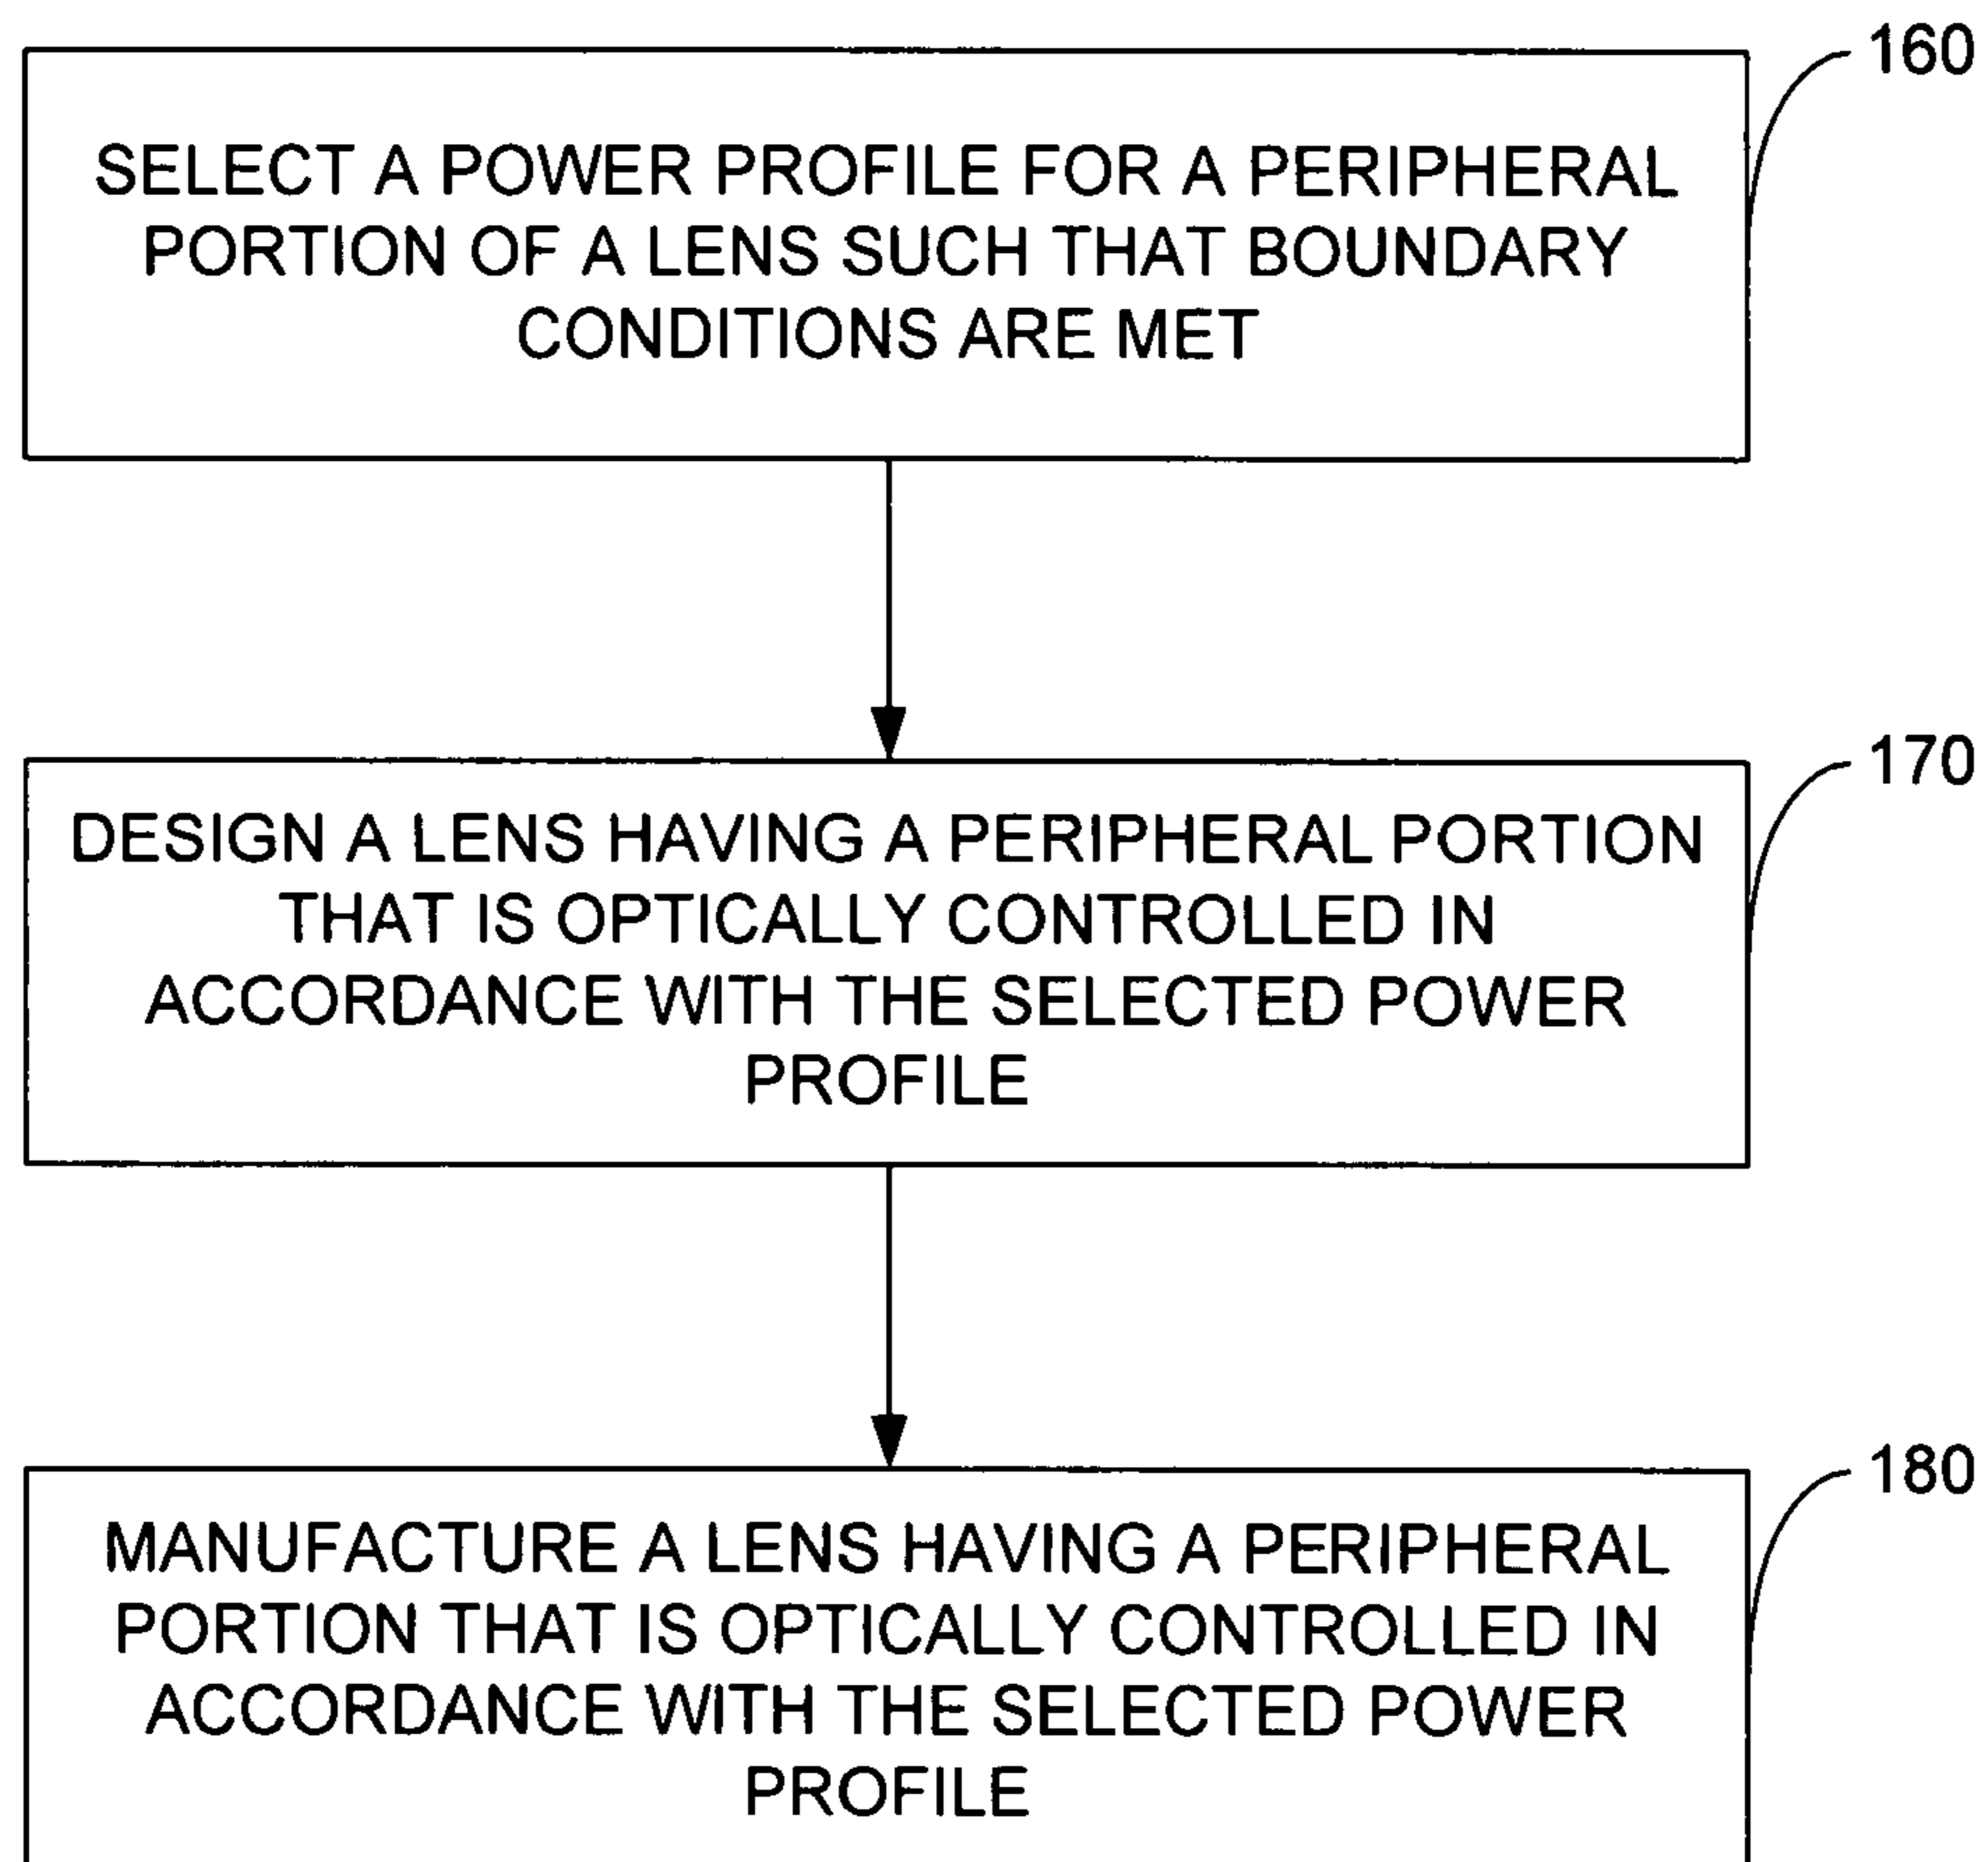 160
SELECT A POWER PROFILE FOR A PERIPHERAL
PORTION OF A LENS SUCH THAT BOUNDARY
CONDITIONS ARE MET
170
DESIGN A LENS HAVING A PERIPHERAL PORTION
THAT IS OPTICALLY CONTROLLED IN
ACCORDANCE WITH THE SELECTED POWER
PROFILE
180
MANUFACTURE A LENS HAVING A PERIPHERAL
PORTION THAT IS OPTICALLY CONTROLLED IN
ACCORDANCE WITH THE SELECTED POWER
PROFILE